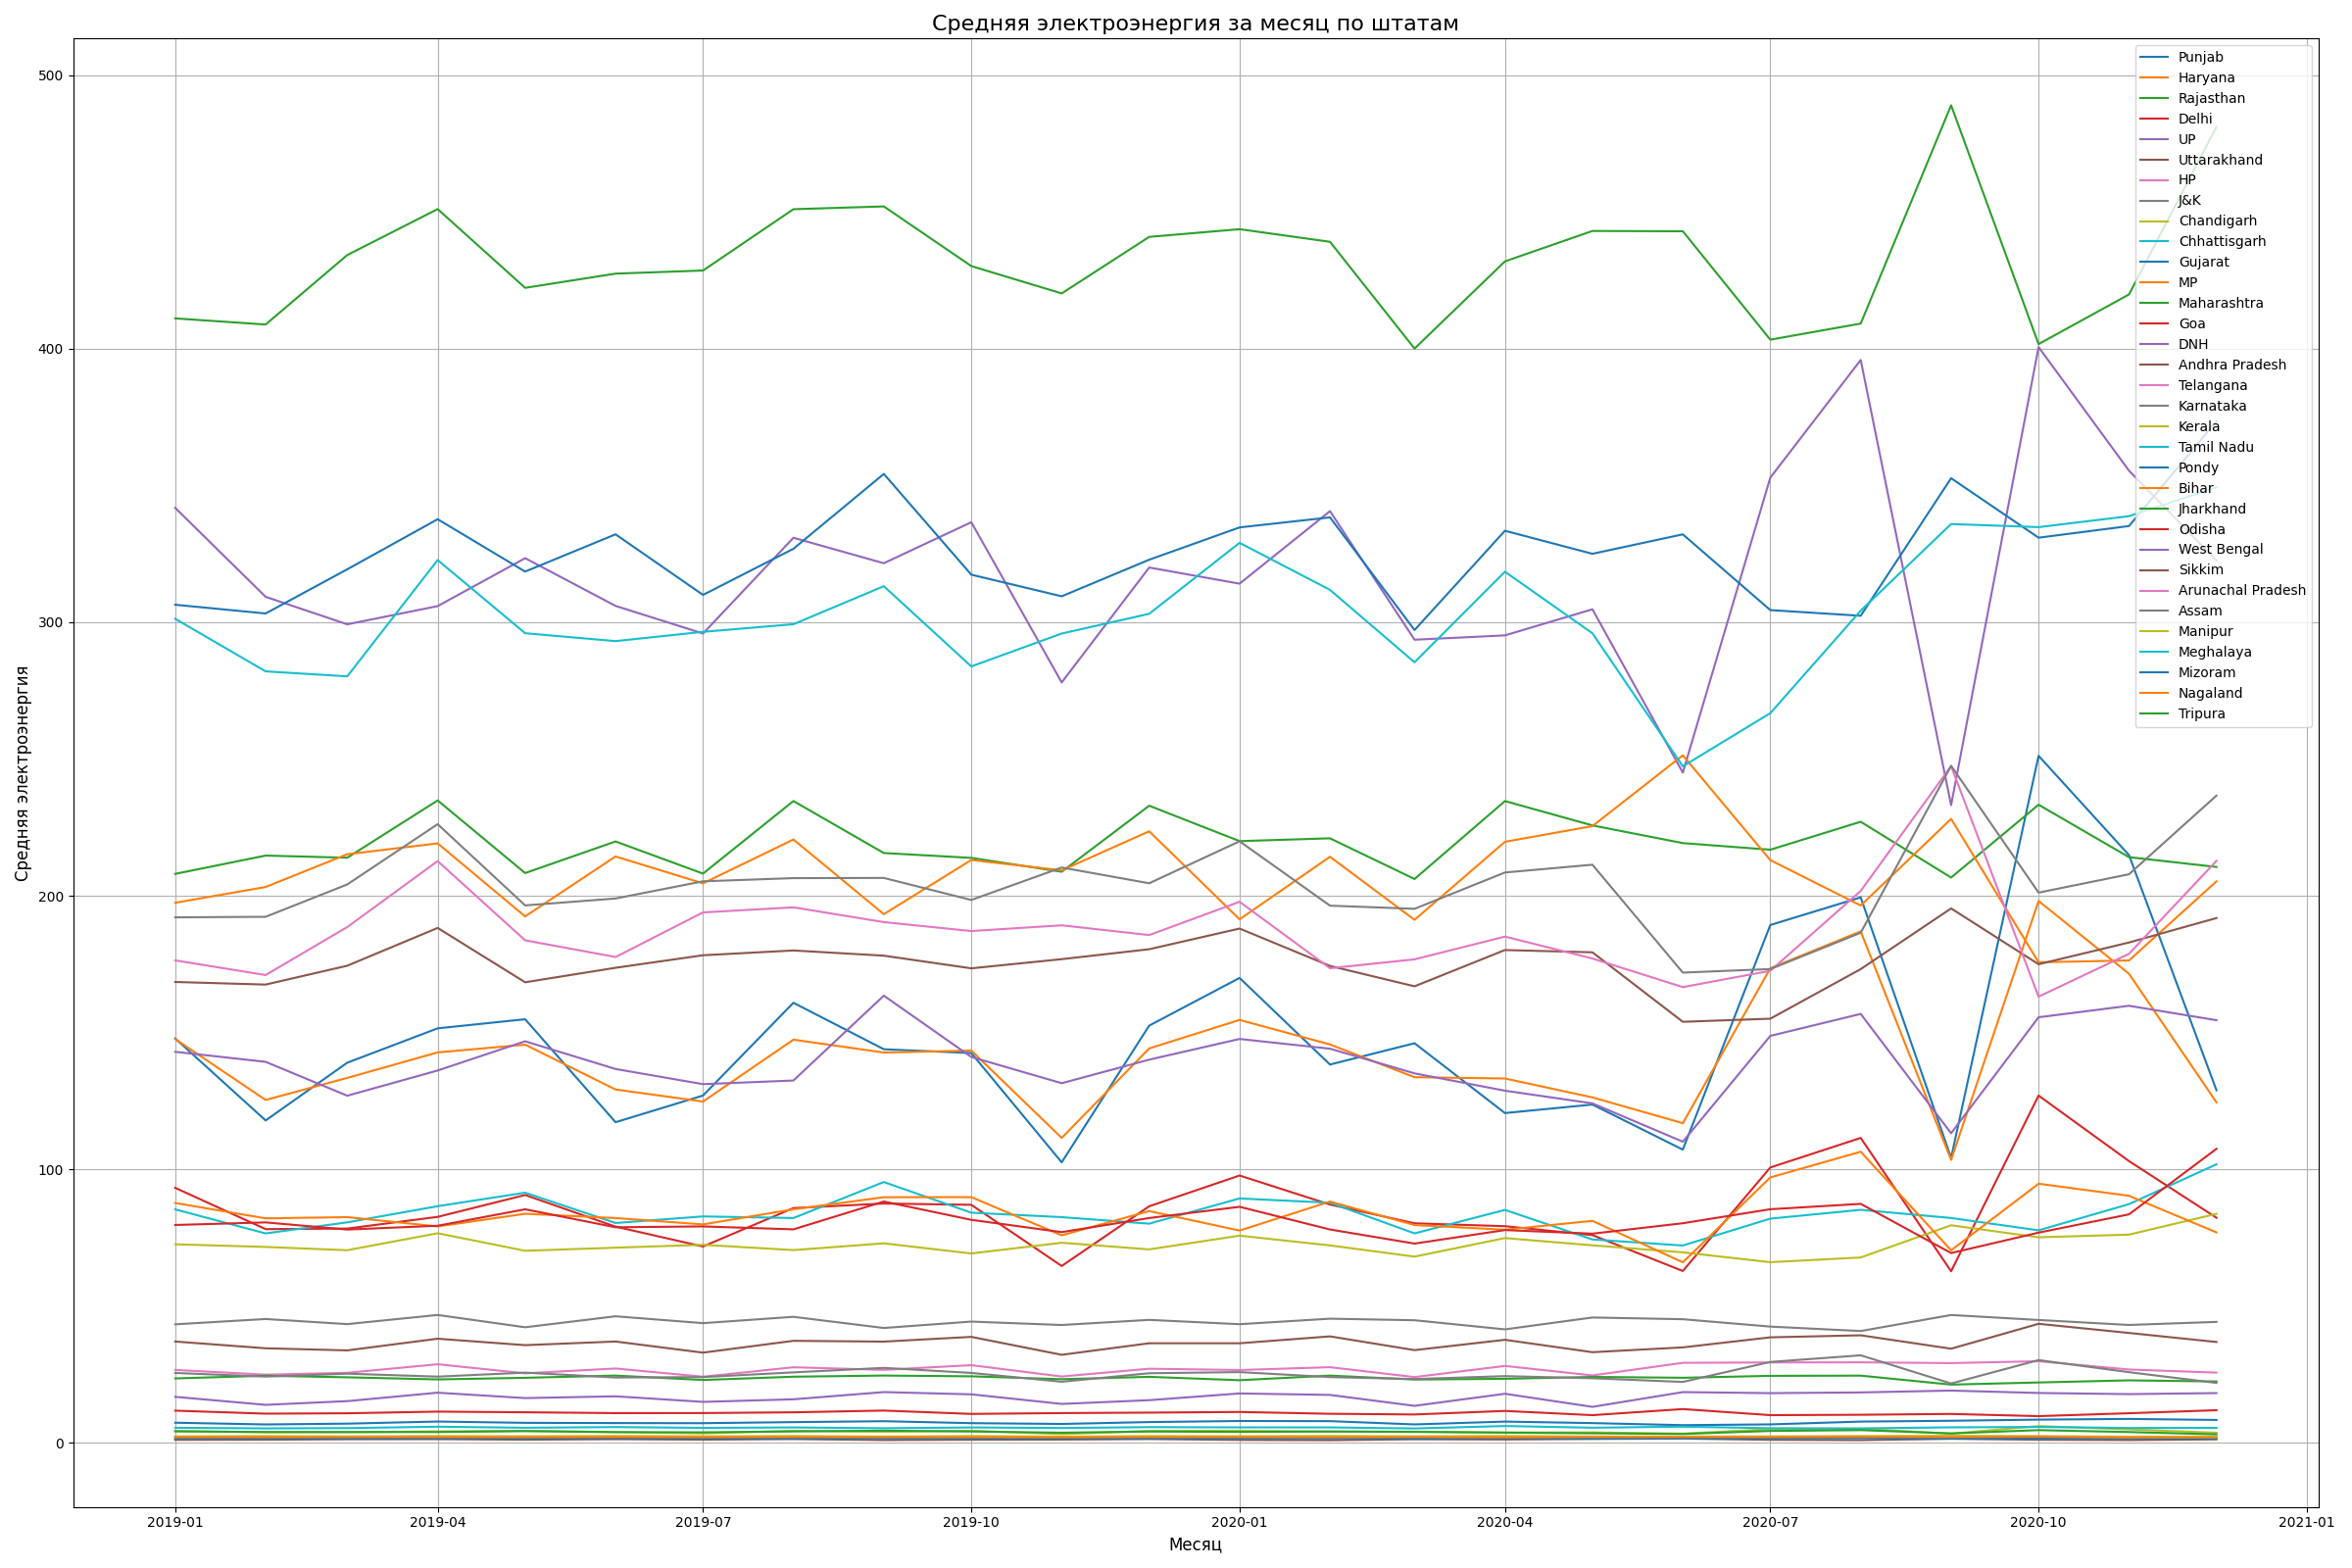 Средняя электроэнергия за месяц по штатам
Средняя электроэнергия
500
400
300
200
100
0
2019-01
2019-04
2019-07
2019-10
2020-01
2020-04
2020-07
2020-10
2021-01
Месяц
Punjab
Haryana
Rajasthan
Delhi
UP
Uttarakhand
HP
J&K
Chandigarh
Chhattisgarh
Gujarat
MP
Maharashtra
Goa
DNH
Andhra Pradesh
Telangana
Karnataka
Kerala
Tamil Nadu
Pondy
Bihar
Jharkhand
Odisha
West Bengal
Sikkim
Arunachal Pradesh
Assam
Manipur
Meghalaya
Mizoram
Nagaland
Tripura